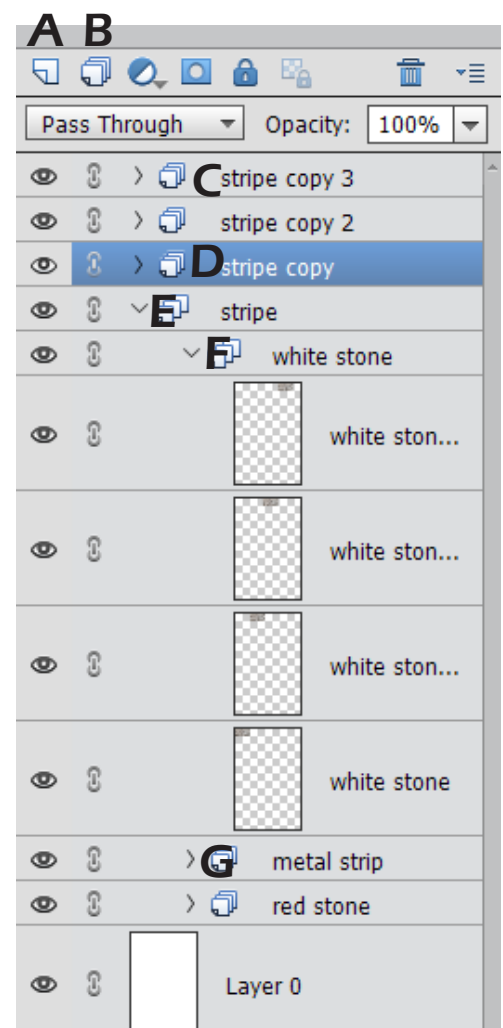 A B
Pass Through Opacity: 100%
C stripe copy 3
stripe copy 2
D stripe copy
E stripe
F white stone
white ston...
white ston...
white ston...
white stone
G metal strip
red stone
Layer 0